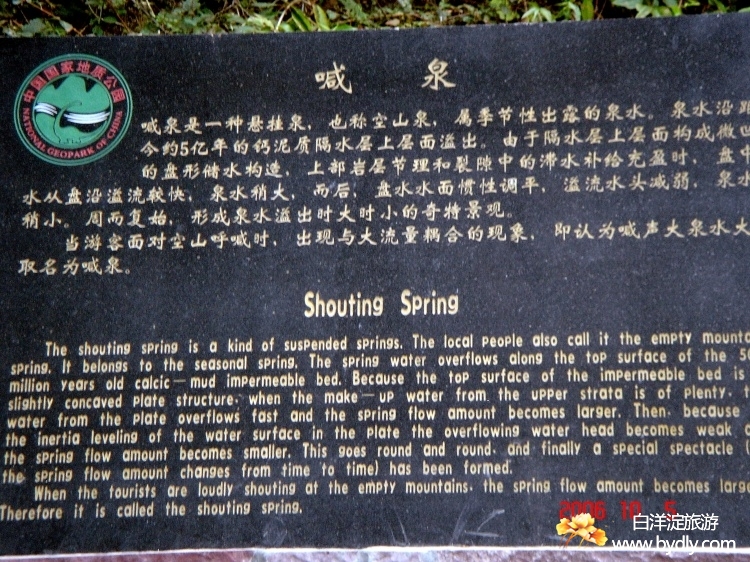 中国国家地质公园
NATIONAL GEOPARK OF CHINA
喊 泉
喊泉是一种悬挂泉，也称空山泉，属季节性出露的泉水。泉水沿
今约5亿年的钙泥质隔水层上层面溢出，由于隔水层上层面构成微凹
的盘形储水构造，上部岩层节理和裂隙中的滞水补给充盈时，盘中
水从盘沿溢流较快，泉水稍大，而后，盘水水面惯性调平，溢流水头减弱，泉水
稍小。周而复始，形成泉水溢出时大时小的奇特景观。
当游客面对空山呼喊时，出现与大流量耦合的现象，即认为喊声大泉水大
取名为喊泉。
Shouting Spring
The shouting spring is a kind of suspended springs. The local people also call it the empty
spring. It belongs to the seasonal spring. The spring water overflows along the top surface of the
million years old calcic—mud impermeable bed. Because the top surface of the impermeable bed is
slightly concaved plate structure, when the make—up water from the upper strata is of plenty.
water from the plate overflows fast and the spring flow amount becomes larger. Then, because
the inertia leveling of the water surface in the plate the overflowing water head becomes weak
the spring flow amount becomes smaller. This goes round and round, and finally a special spectacle (
the spring flow amount changes from time to time) has been formed.
When the tourists are loudly shouting at the empty mountains, the spring flow amount becomes
Therefore it is called the shouting spring.
2006 10 5
白洋淀旅游
www.bydly.com